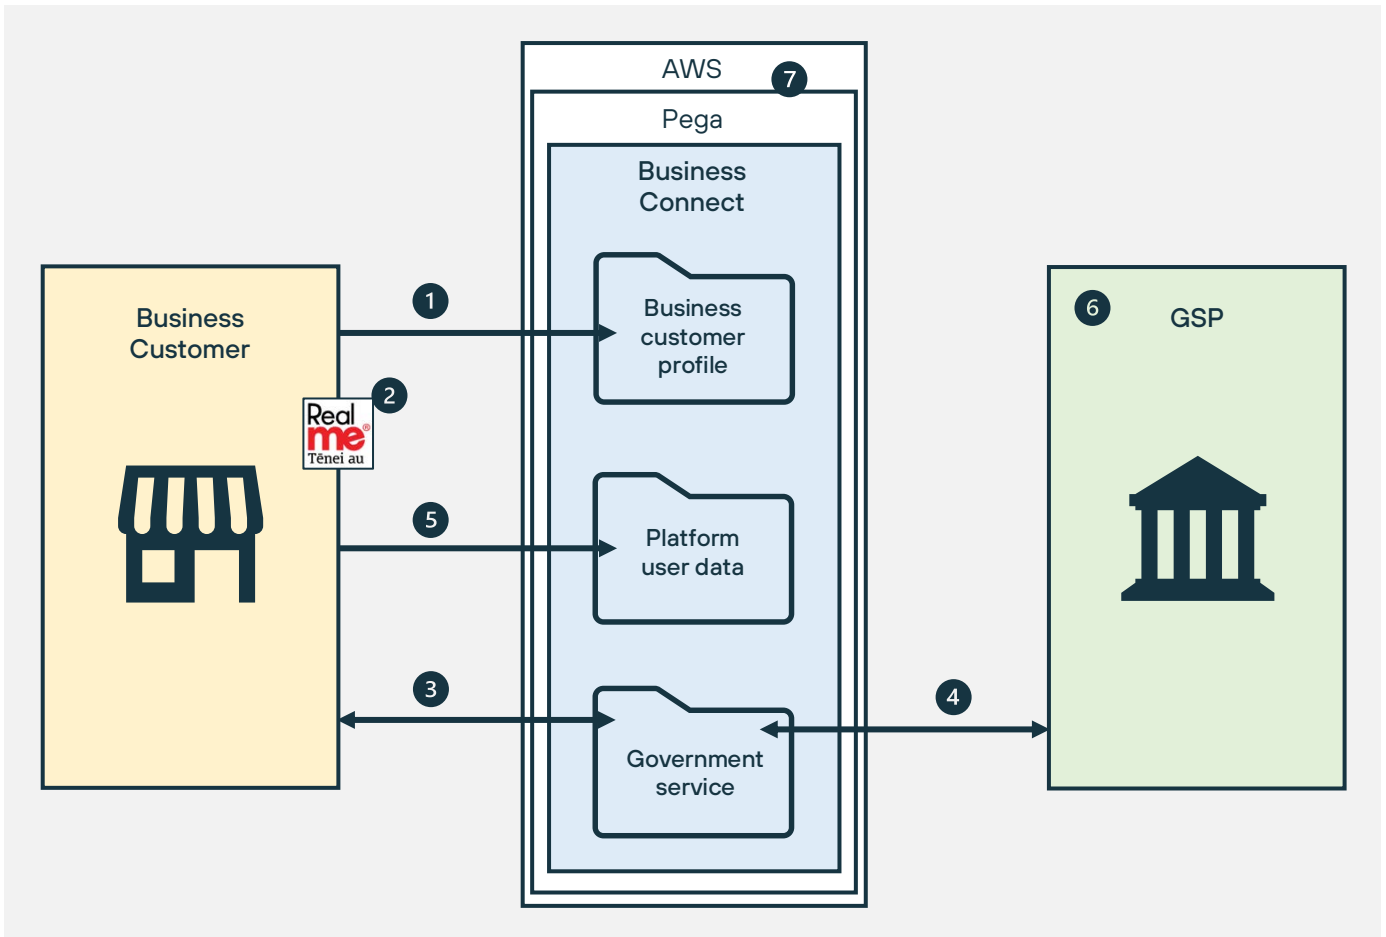 AWS
7
Pega
Business
Connect
Business
Customer
1
Business
customer
profile
6
GSP
2
Real
me®
Tēnei au
5
Platform
user data
3
4
Government
service